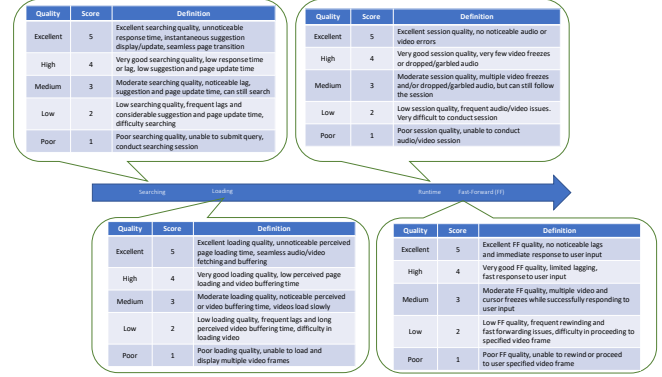 Quality Score Definition
Excellent 5 Excellent searching quality, unnoticeable
response time, instantaneous suggestion
display/update, seamless page transition
High 4 Very good searching quality, low response time
or lag, low suggestion and page update time
Medium 3 Moderate searching quality, noticeable lag,
suggestion and page update time, can still search
Low 2 Low searching quality, frequent lags and
considerable suggestion and page update time,
difficulty searching
Poor 1 Poor searching quality, unable to submit query,
conduct searching session
Quality Score Definition
Excellent 5 Excellent session quality, no noticeable audio or
video errors
High 4 Very good session quality, very few video freezes
or dropped/garbled audio
Medium 3 Moderate session quality, multiple video freezes
and/or dropped/garbled audio, but can still follow
the session
Low 2 Low session quality, frequent audio/video issues.
Very difficult to conduct session
Poor 1 Poor session quality, unable to conduct
audio/video session
Searching Loading Runtime Fast-Forward (FF)
Quality Score Definition
Excellent 5 Excellent loading quality, unnoticeable perceived
page loading time, seamless audio/video
fetching and buffering
High 4 Very good loading quality, low perceived page
loading and video buffering time
Medium 3 Moderate loading quality, noticeable perceived
or video buffering time, videos load slowly
Low 2 Low loading quality, frequent lags and long
perceived video buffering time, difficulty in
loading video
Poor 1 Poor loading quality, unable to load and
display multiple video frames
Quality Score Definition
Excellent 5 Excellent FF quality, no noticeable lags
and immediate response to user input
High 4 Very good FF quality, limited lagging,
fast response to user input
Medium 3 Moderate FF quality, multiple video and
cursor freezes while successfully responding to
user input
Low 2 Low FF quality, frequent rewinding and
fast forwarding issues, difficulty in proceeding to
specified video frame
Poor 1 Poor FF quality, unable to rewind or proceed
to user specified video frame